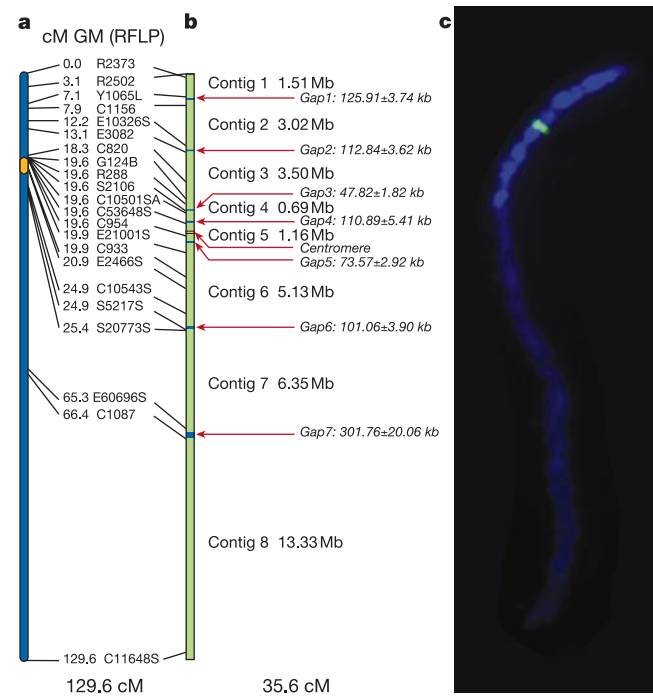 a
b
c
cM GM (RFLP)
0.0 R2373
3.1 R2502
7.1 Y1065L
7.9 C1156
12.2 E10326S
13.1 E3082
18.3 C820
19.6 G124B
19.6 R288
19.6 S2106
19.6 C10501SA
19.6 C53648S
19.6 C954
19.9 E21001S
19.9 C933
20.9 E2466S
24.9 C10543S
24.9 S5217S
25.4 S20773S
65.3 E60696S
66.4 C1087
129.6 C11648S
129.6 cM
Contig 1 1.51 Mb
Gap1: 125.91±3.74 kb
Contig 2 3.02 Mb
Gap2: 112.84±3.62 kb
Contig 3 3.50 Mb
Gap3: 47.82±1.82 kb
Contig 4 0.69 Mb
Gap4: 110.89±5.41 kb
Contig 5 1.16 Mb
Centromere
Gap5: 73.57±2.92 kb
Contig 6 5.13 Mb
Gap6: 101.06±3.90 kb
Contig 7 6.35 Mb
Gap7: 301.76±20.06 kb
Contig 8 13.33 Mb
35.6 cM